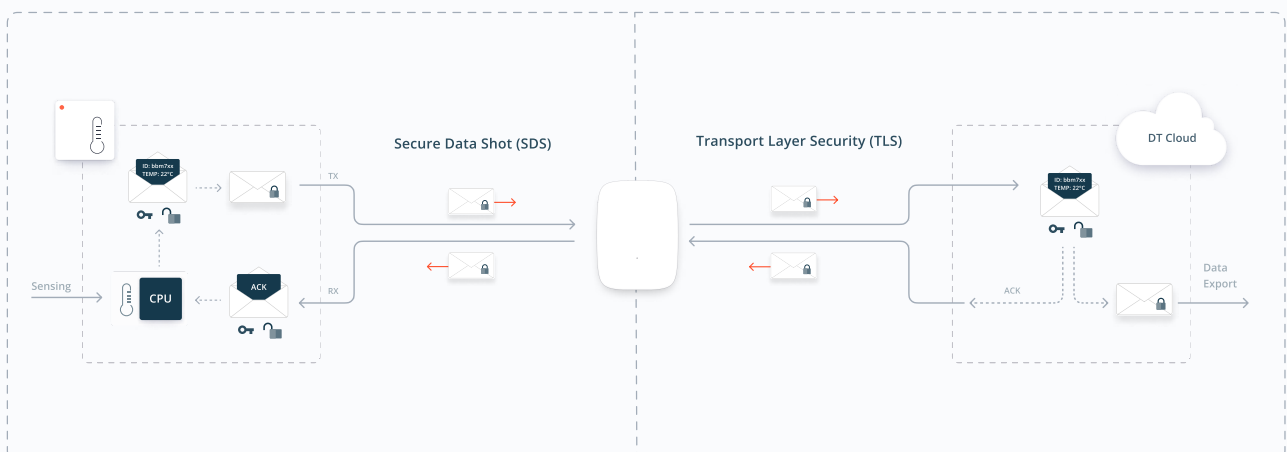 Secure Data Shot (SDS)
Transport Layer Security (TLS)
DT Cloud
ID: bbm7xx
TEMP: 22°C
TX
ID: bbm7xx
TEMP: 22°C
Sensing
CPU
ACK
RX
ACK
Data
Export